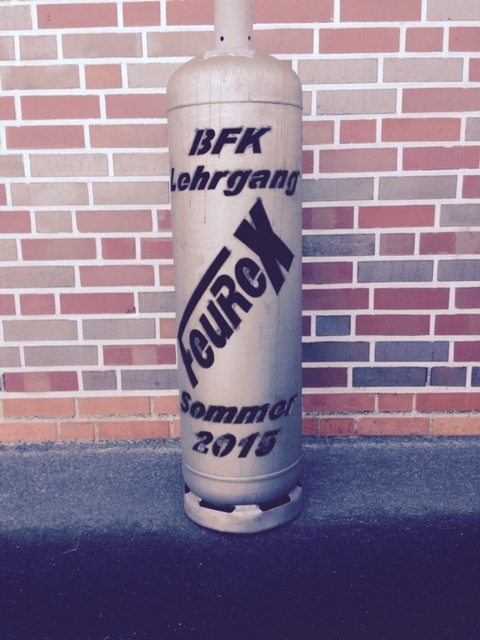 BFK
Lehrgang
FeuReX
Sommer
2015